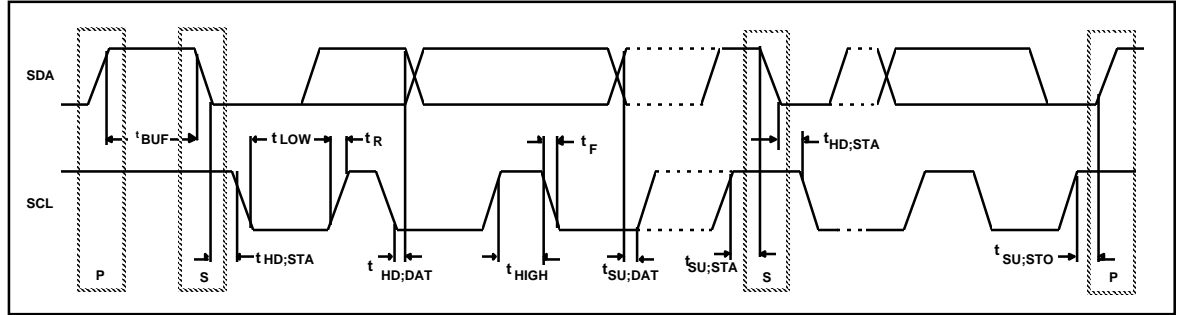 SDA
tBUF
tLOW
tR
tF
tHD;STA
SCL
tHD;STA
tHD;DAT
tHIGH
tSU;DAT
tSU;STA
tSU;STO
P
S
S
P